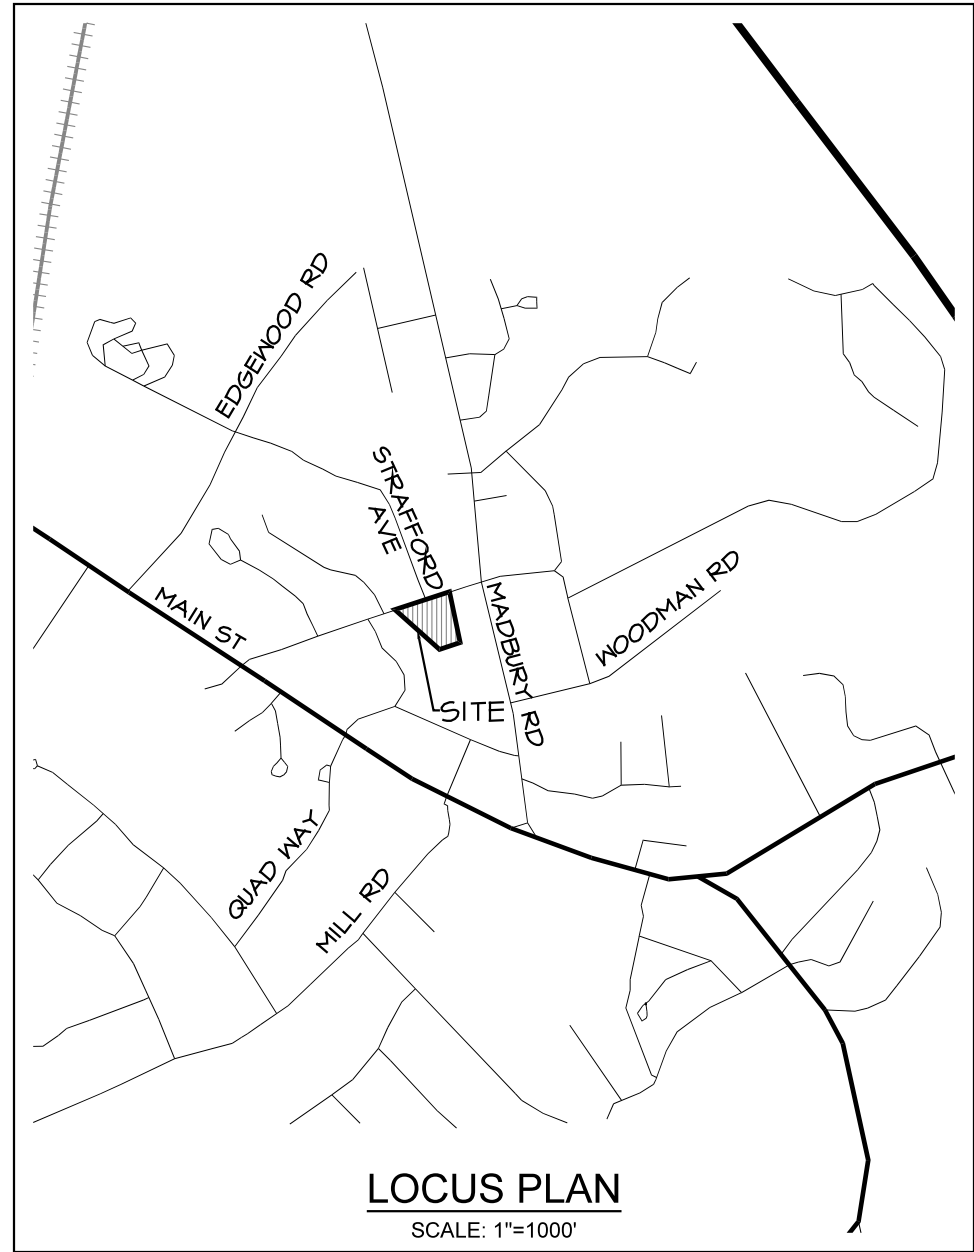 EDGEWOOD RD
STRAFFORD
AVE
WOODMAN RD
MAIN ST
MADBURY RD
SITE
QUAD WAY
MILL RD
LOCUS PLAN
SCALE: 1"=1000'